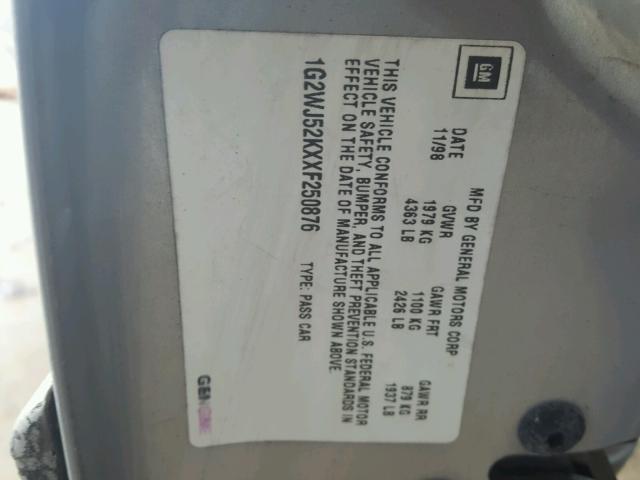 GM
MFD BY GENERAL MOTORS CORP
DATE GVWR GAWR FRT GAWR RR
11/98 1979 KG 1100 KG 879 KG
4363 LB 2426 LB 1937 LB
THIS VEHICLE CONFORMS TO ALL APPLICABLE U.S. FEDERAL MOTOR
VEHICLE SAFETY, BUMPER, AND THEFT PREVENTION STANDARDS IN
EFFECT ON THE DATE OF MANUFACTURE SHOWN ABOVE.
1G2WJ52KXXF250876 TYPE: PASS CAR